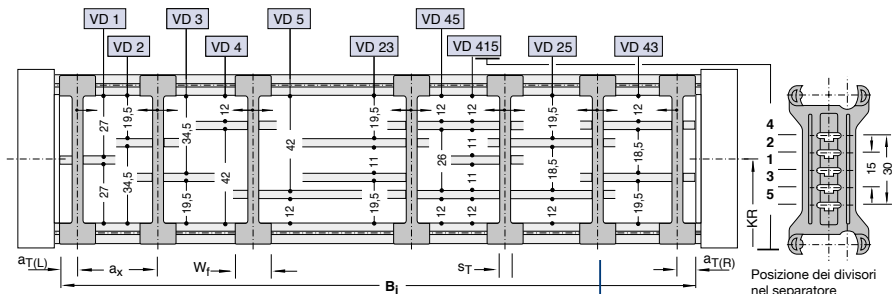 VD 1
VD 3
VD 5
VD 45
VD 2
VD 4
VD 23
VD 415
VD 25
VD 43
27
19,5
34,5
12
42
19,5
12
12
19,5
12
11
26
11
18,5
18,5
27
34,5
19,5
42
12
11
19,5
12
11
12
12
19,5
4
2
1
3
5
15
30
KR
aT(L)
ax
Wf
sT
aT(R)
Bi
Posizione dei divisori
nel separatore